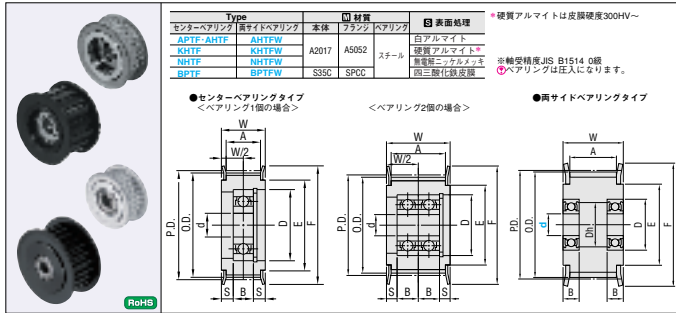 RoHS
Type
M 材質
S 表面処理
センターベアリング 両サイドベアリング 本体 フランジ ベアリング
APTF・AHTF AHTFW A2017 A5052 スチール 白アルマイト
KHTF KHTFW 硬質アルマイト*
NHTF NHTFW 無電解ニッケルメッキ
BPTF BPTFW S35C SPCC 四三酸化鉄皮膜
*硬質アルマイトは皮膜硬度300HV～
※軸受精度JIS B1514 0級
ベアリングは圧入になります。
●センターベアリングタイプ
<ベアリング1個の場合>
<ベアリング2個の場合>
●両サイドベアリングタイプ
W
A
W/2
P.D.
O.D.
d
D
E
F
S B S
W
A
W/2
P.D.
O.D.
d
D
E
F
S B B S
W
A
P.D.
O.D.
d
Dh
D
E
F
B B